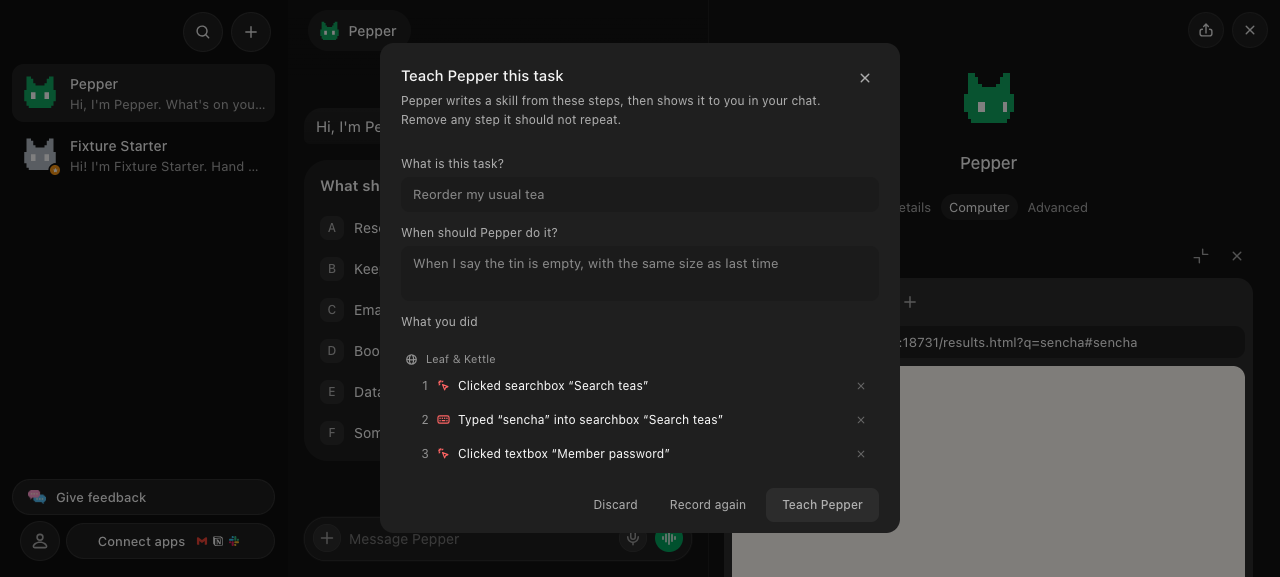 Pepper
Hi, I'm Pepper. What's on you...
Fixture Starter
Hi! I'm Fixture Starter. Hand ...
Give feedback
Connect apps
Pepper
Hi, I'm Pe
What sh
A
B
C
D
E Data
F
Message Pepper
Teach Pepper this task
Pepper writes a skill from these steps, then shows it to you in your chat.
Remove any step it should not repeat.
What is this task?
Reorder my usual tea
When should Pepper do it?
When I say the tin is empty, with the same size as last time
What you did
Leaf & Kettle
1 Clicked searchbox “Search teas”
2 Typed “sencha” into searchbox “Search teas”
3 Clicked textbox “Member password”
Discard
Record again
Teach Pepper
Pepper
etails
Computer
Advanced
:18731/results.html?q=sencha#sencha